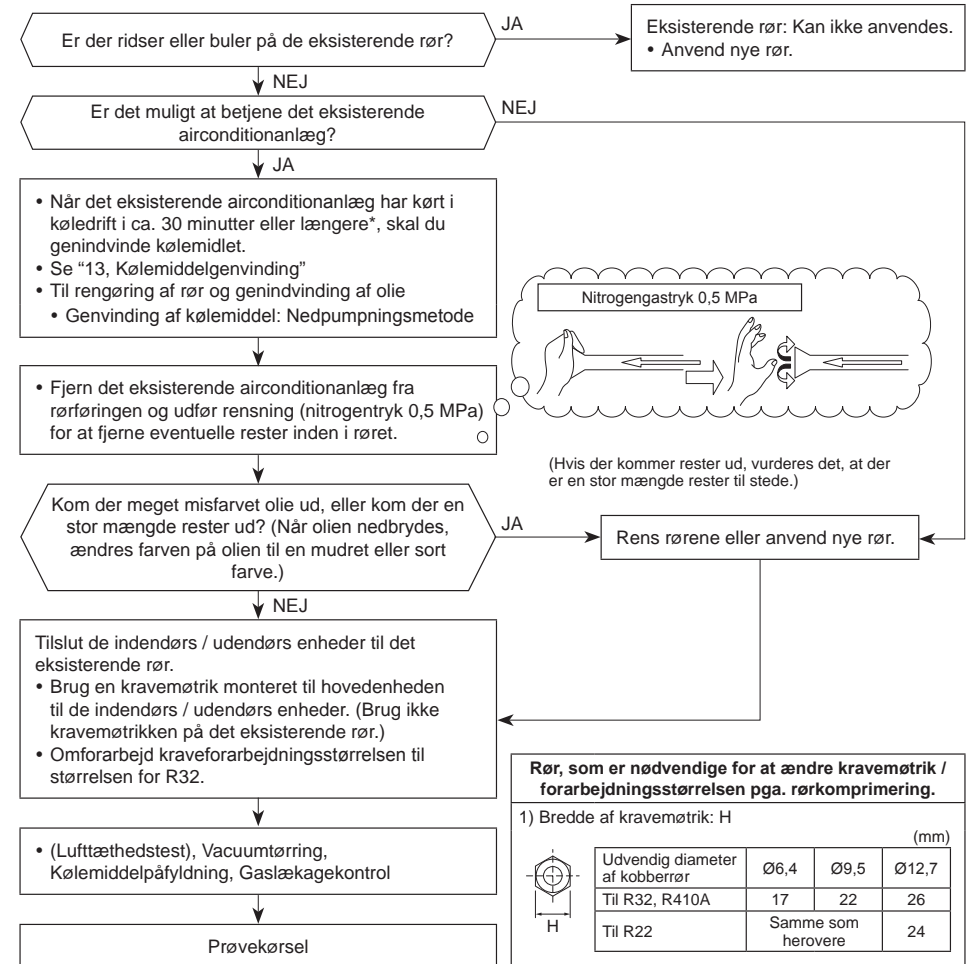 Er der ridser eller buler på de eksisterende rør?
JA
Eksisterende rør: Kan ikke anvendes.
• Anvend nye rør.
NEJ
Er det muligt at betjene det eksisterende
airconditionanlæg?
NEJ
JA
• Når det eksisterende airconditionanlæg har kørt i
køledrift i ca. 30 minutter eller længere*, skal du
genindvinde kølemidlet.
• Se “13, Kølemiddelgenvinding”
• Til rengøring af rør og genindvinding af olie
• Genvinding af kølemiddel: Nedpumpningsmetode
Nitrogengastryk 0,5 MPa
• Fjern det eksisterende airconditionanlæg fra
rørføringen og udfør rensning (nitrogentryk 0,5 MPa)
for at fjerne eventuelle rester inden i røret.
(Hvis der kommer rester ud, vurderes det, at der
er en stor mængde rester til stede.)
Kom der meget misfarvet olie ud, eller kom der en
stor mængde rester ud? (Når olien nedbrydes,
ændres farven på olien til en mudret eller sort
farve.)
JA
Rens rørene eller anvend nye rør.
NEJ
Tilslut de indendørs / udendørs enheder til det
eksisterende rør.
• Brug en kravemøtrik monteret til hovedenheden
til de indendørs / udendørs enheder. (Brug ikke
kravemøtrikken på det eksisterende rør.)
• Omforarbejd kraveforarbejdningsstørrelsen til
størrelsen for R32.
• (Lufttæthedstest), Vacuumtørring,
Kølemiddelpåfyldning, Gaslækagekontrol
Prøvekørsel
Rør, som er nødvendige for at ændre kravemøtrik /
forarbejdningsstørrelsen pga. rørkomprimering.
1) Bredde af kravemøtrik: H
(mm)
H
Udvendig diameter
af kobberrør
Ø6,4 Ø9,5 Ø12,7
Til R32, R410A 17 22 26
Til R22 Samme som
herovere 24